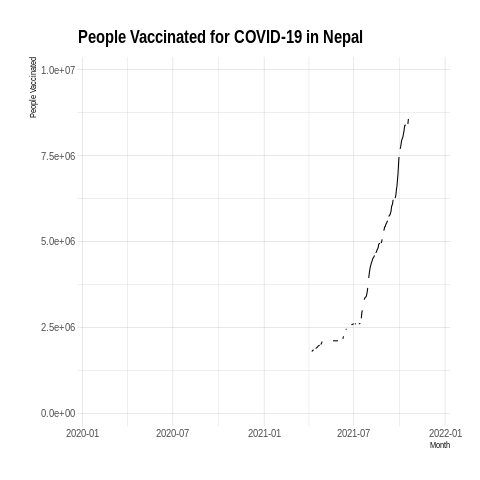 People Vaccinated for COVID-19 in Nepal
People Vaccinated
1.0e+07
7.5e+06
5.0e+06
2.5e+06
0.0e+00
2020-01 2020-07 2021-01 2021-07 2022-01
Month